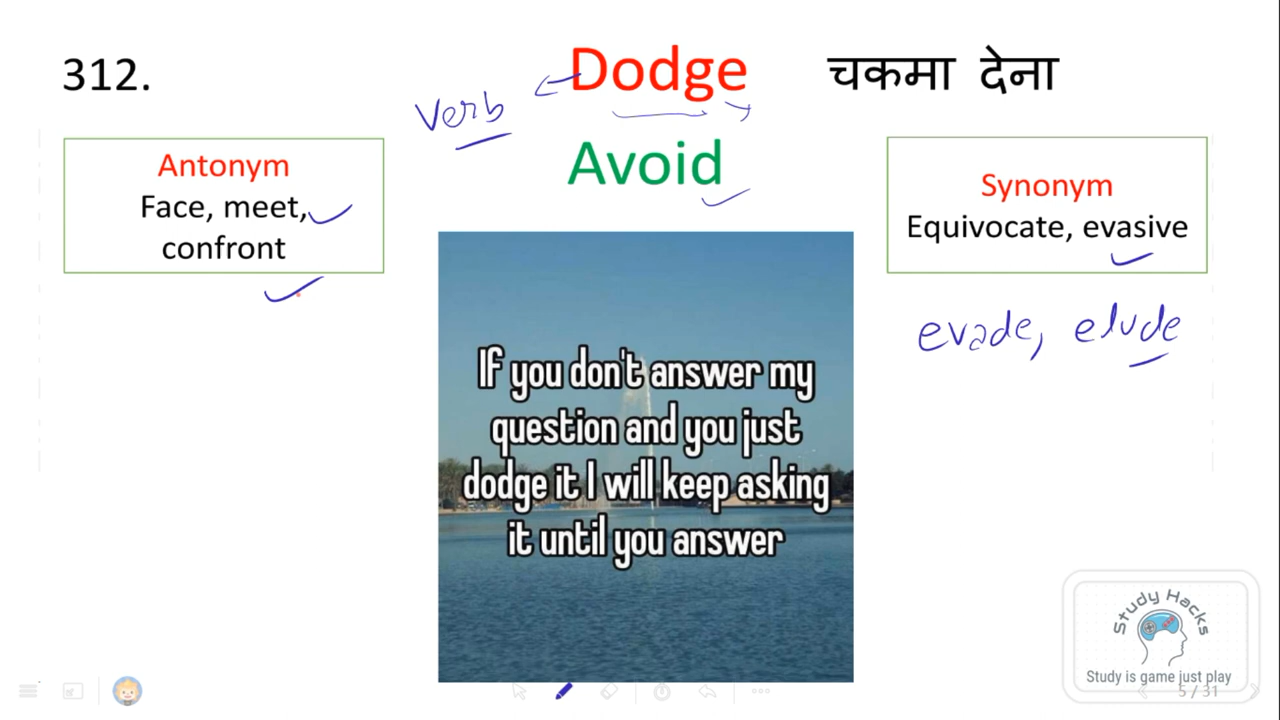 312.
Dodge
चकमा देना
verb
Avoid
Antonym
Face, meet,
confront
Synonym
Equivocate, evasive
evade, elude
If you don't answer my
question and you just
dodge it I will keep asking
it until you answer
Study Hacks
Study is game just play
5 / 31